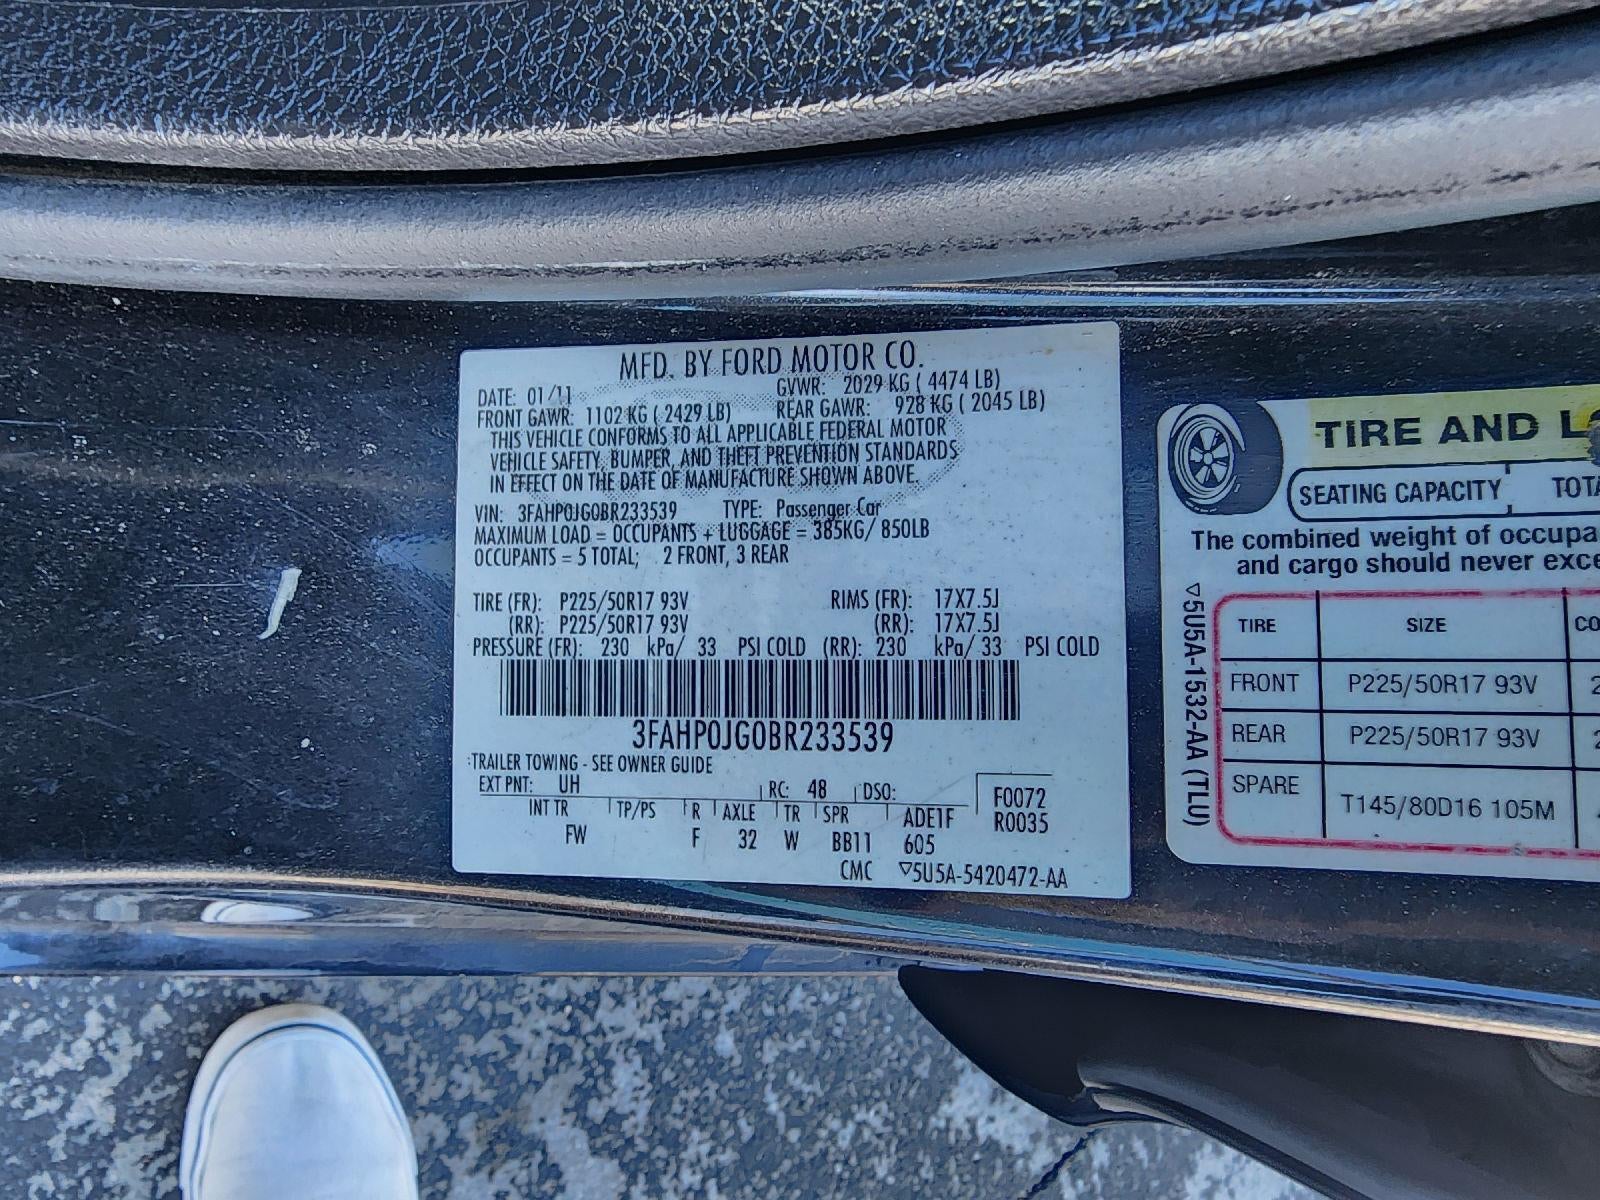 MFD. BY FORD MOTOR CO.
DATE: 01/11 GVWR: 2029 KG ( 4474 LB)
FRONT GAWR: 1102 KG ( 2429 LB) REAR GAWR: 928 KG ( 2045 LB)
THIS VEHICLE CONFORMS TO ALL APPLICABLE FEDERAL MOTOR
VEHICLE SAFETY, BUMPER, AND THEFT PREVENTION STANDARDS
IN EFFECT ON THE DATE OF MANUFACTURE SHOWN ABOVE.
VIN: 3FAHP0JG0BR233539 TYPE: Passenger Car
MAXIMUM LOAD = OCCUPANTS + LUGGAGE = 385KG/ 850LB
OCCUPANTS = 5 TOTAL; 2 FRONT, 3 REAR
TIRE (FR): P225/50R17 93V RIMS (FR): 17X7.5J
(RR): P225/50R17 93V (RR): 17X7.5J
PRESSURE (FR): 230 kPa/ 33 PSI COLD (RR): 230 kPa/ 33 PSI COLD
3FAHP0JG0BR233539
TRAILER TOWING - SEE OWNER GUIDE
EXT PNT: UH RC: 48 DSO: F0072
INT TR TP/PS R AXLE TR SPR ADE1F R0035
FW F 32 W BB11 605
CMC ▽5U5A-5420472-AA
TIRE AND L
SEATING CAPACITY TOTA
The combined weight of occupa
and cargo should never exce
▽5U5A-1532-AA (TLU)
TIRE SIZE CO
FRONT P225/50R17 93V 2
REAR P225/50R17 93V 2
SPARE T145/80D16 105M